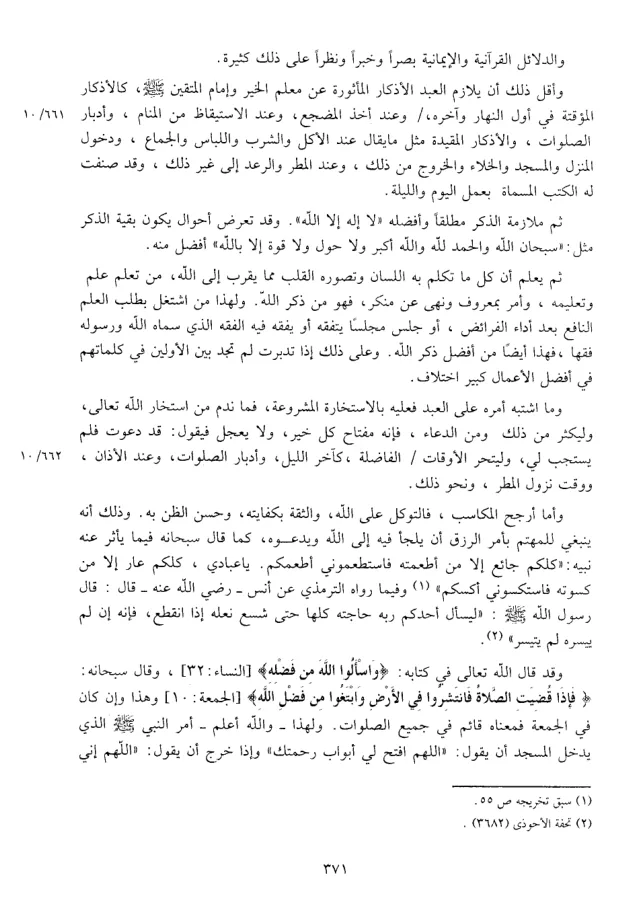 والدلائل القرآنية والإيمانية بصراً وخبراً ونظراً على ذلك كثيرة.
وأقل ذلك أن يلازم العبد الأذكار المأثورة عن معلم الخير وإمام المتقين ﷺ، كالأذكار
المؤقتة في أول النهار وآخره،/ وعند أخذ المضجع، وعند الاستيقاظ من المنام ، وأدبار ١٠/٦٦١
الصلوات ، والأذكار المقيدة مثل مايقال عند الأكل والشرب واللباس والجماع ، ودخول
المنزل والمسجد والخلاء والخروج من ذلك ، وعند المطر والرعد إلى غير ذلك ، وقد صنفت
له الكتب المسماة بعمل اليوم والليلة.
ثم ملازمة الذكر مطلقاً وأفضله «لا إله إلا الله». وقد تعرض أحوال يكون بقية الذكر
مثل:«سبحان الله والحمد لله والله أكبر ولا حول ولا قوة إلا بالله» أفضل منه.
ثم يعلم أن كل ما تكلم به اللسان وتصوره القلب مما يقرب إلى الله، من تعلم علم
وتعليمه ، وأمر بمعروف ونهى عن منكر، فهو من ذكر الله. ولهذا من اشتغل بطلب العلم
النافع بعد أداء الفرائض ، أو جلس مجلسًا يتفقه أو يفقه فيه الفقه الذي سماه الله ورسوله
فقها ،فهذا أيضًا من أفضل ذكر الله. وعلى ذلك إذا تدبرت لم تجد بين الأولين في كلماتهم
في أفضل الأعمال كبير اختلاف.
وما اشتبه أمره على العبد فعليه بالاستخارة المشروعة، فما ندم من استخار الله تعالى،
وليكثر من ذلك ومن الدعاء ، فإنه مفتاح كل خير، ولا يعجل فيقول: قد دعوت فلم
يستجب لي، وليتحر الأوقات / الفاضلة ،كآخر الليل، وأدبار الصلوات، وعند الأذان ، ١٠/٦٦٢
ووقت نزول المطر ، ونحو ذلك.
وأما أرجح المكاسب ، فالتوكل على الله، والثقة بكفايته، وحسن الظن به. وذلك أنه
ينبغي للمهتم بأمر الرزق أن يلجأ فيه إلى الله ويدعـــوه، كما قال سبحانه فيما يأثر عنه
نبيه:«كلكم جائع إلا من أطعمته فاستطعموني أطعمكم. ياعبادي ، كلكم عار إلا من
كسوته فاستكسوني أكسكم» (١) وفيما رواه الترمذي عن أنس ـ رضي الله عنه ـ قال : قال
رسول الله ﷺ : «ليسأل أحدكم ربه حاجته كلها حتى شسع نعله إذا انقطع، فإنه إن لم
ييسره لم يتيسر» (٢).
وقد قال الله تعالى في كتابه: ﴿وَاسْأَلُوا اللَّهَ مِن فَضْلِهِ﴾ [النساء:٣٢] ، وقال سبحانه:
﴿ فَإِذَا قُضِيَتِ الصَّلَاةُ فَانتَشِرُوا فِي الْأَرْضِ وَابْتَغُوا مِن فَضْلِ اللَّهِ﴾ [الجمعة:١٠] وهذا وإن كان
في الجمعة فمعناه قائم في جميع الصلوات. ولهذا ـ والله أعلم ـ أمر النبي ﷺ الذي
يدخل المسجد أن يقول: «اللهم افتح لي أبواب رحمتك» وإذا خرج أن يقول: «اللهم إني
(١) سبق تخريجه ص ٥٥.
(٢) تحفة الأحوذى (٣٦٨٢) .
٣٧١